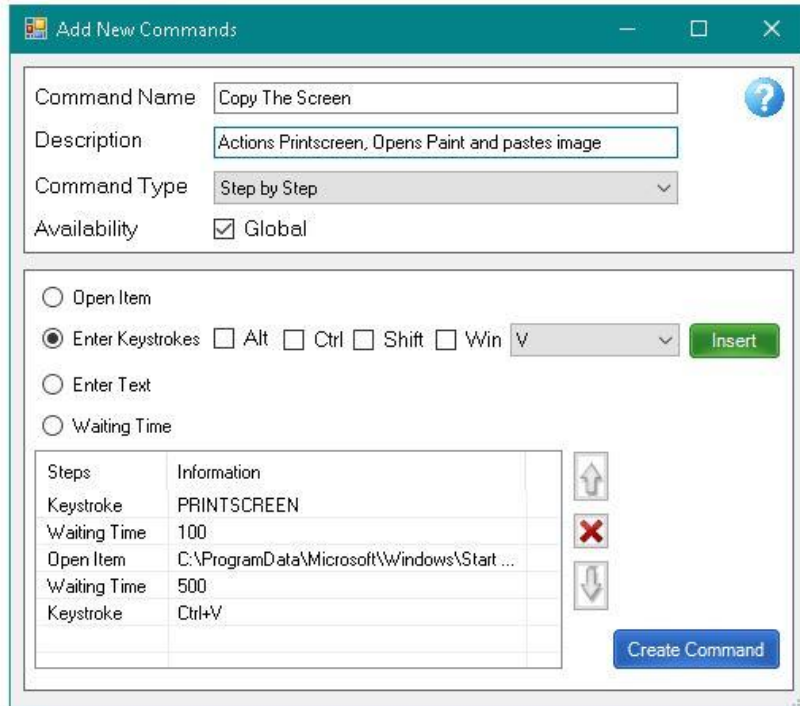 Add New Commands
Command Name Copy The Screen
?
Description Actions Printscreen, Opens Paint and pastes image
Command Type Step by Step
Availability Global
Open Item
Enter Keystrokes Alt Ctrl Shift Win V Insert
Enter Text
Waiting Time
Steps Information
Keystroke PRINTSCREEN
Waiting Time 100
Open Item C:\ProgramData\Microsoft\Windows\Start ...
Waiting Time 500
Keystroke Ctrl+V
Create Command